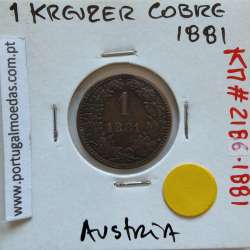 1 KREUZER COBRE
1881
KM#2186-1881
1
1881
Austria
www.portugalmoedas.com.pt